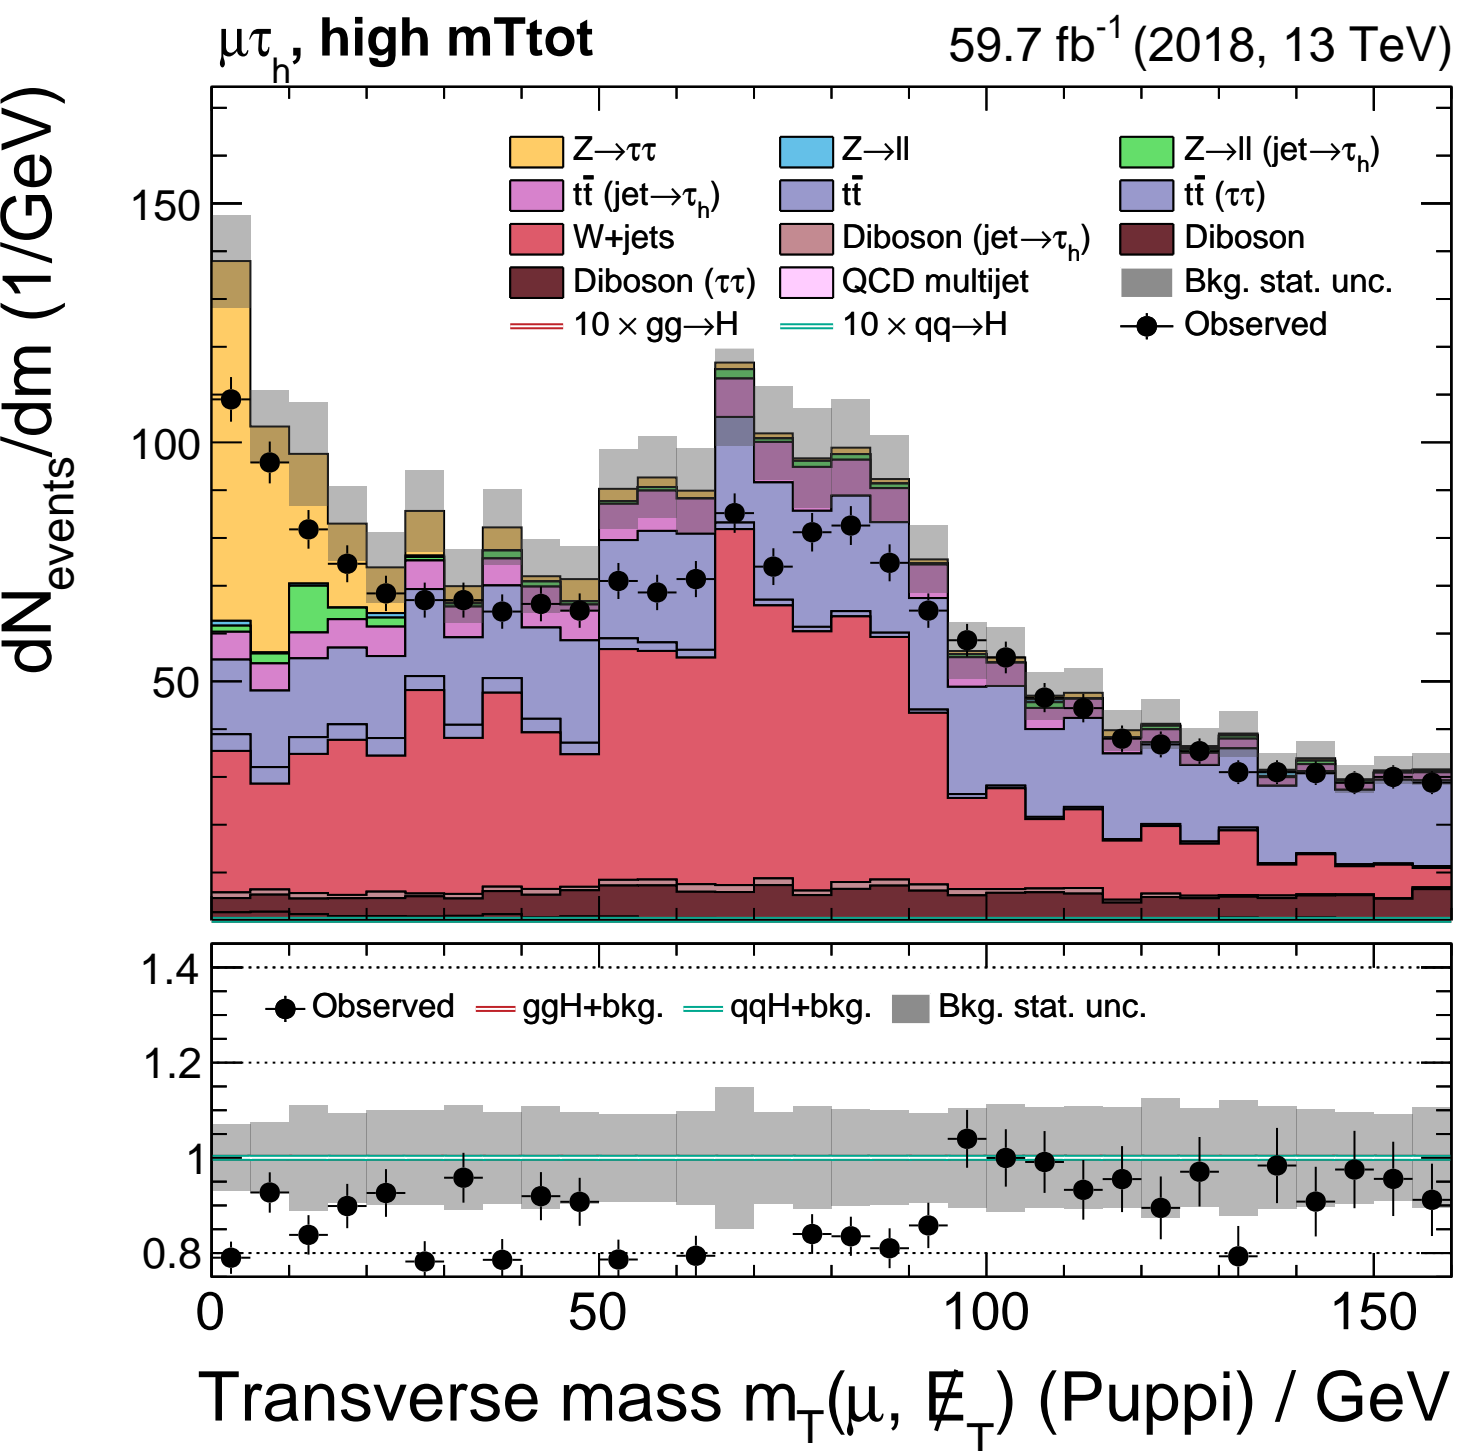 μτh, high mTtot
59.7 fb-1 (2018, 13 TeV)
dNevents/dm (1/GeV)
150
100
50
Z→ττ
Z→ll
Z→ll (jet→τh)
tt̄ (jet→τh)
tt̄
tt̄ (ττ)
W+jets
Diboson (jet→τh)
Diboson
Diboson (ττ)
QCD multijet
Bkg. stat. unc.
10 × gg→H
10 × qq→H
Observed
1.4
1.2
1
0.8
Observed
ggH+bkg.
qqH+bkg.
Bkg. stat. unc.
0
50
100
150
Transverse mass mT(μ, E̸T) (Puppi) / GeV